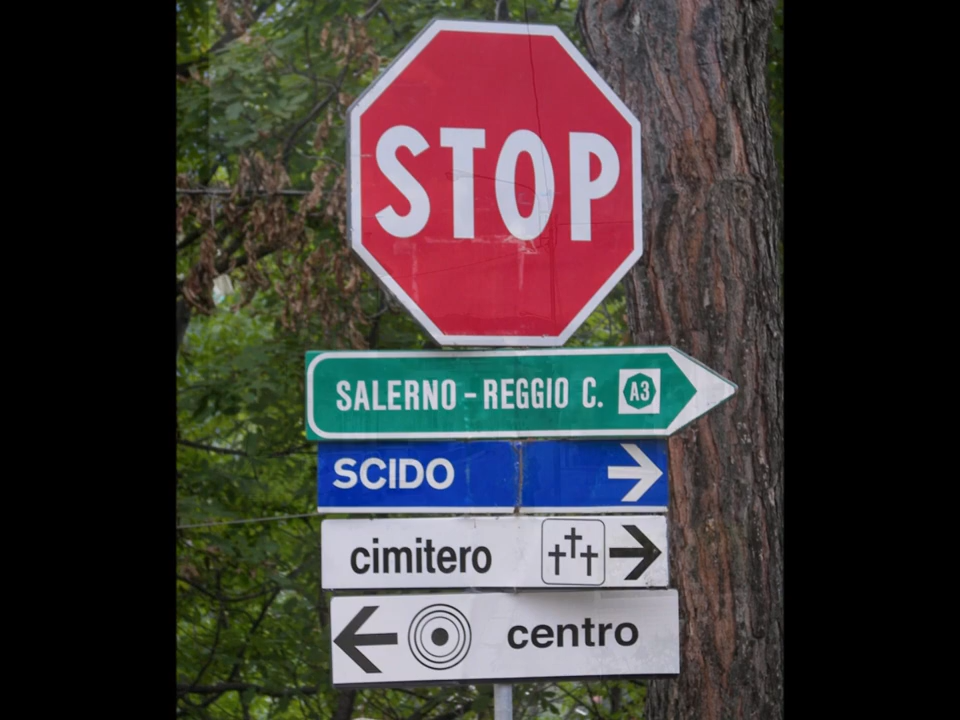 STOP
SALERNO - REGGIO C. A3
SCIDO
cimitero
centro